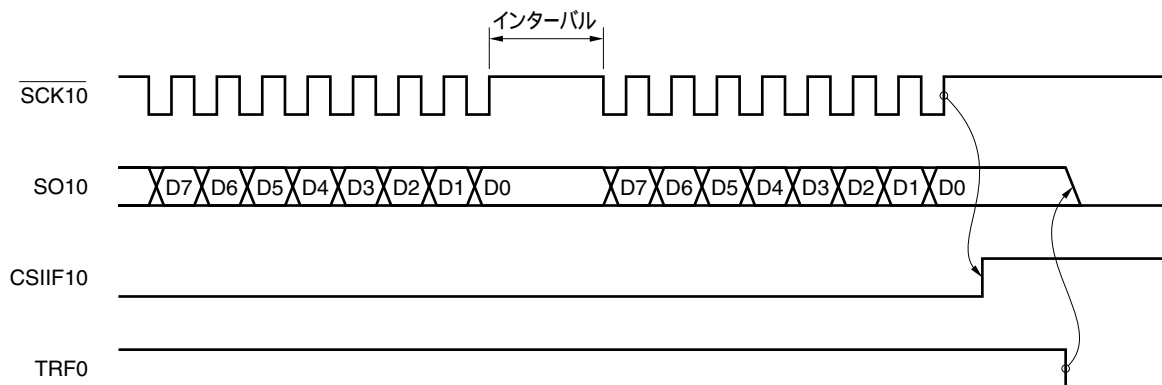 インターバル
SCK10
SO10 D7 D6 D5 D4 D3 D2 D1 D0 D7 D6 D5 D4 D3 D2 D1 D0
CSIIF10
TRF0